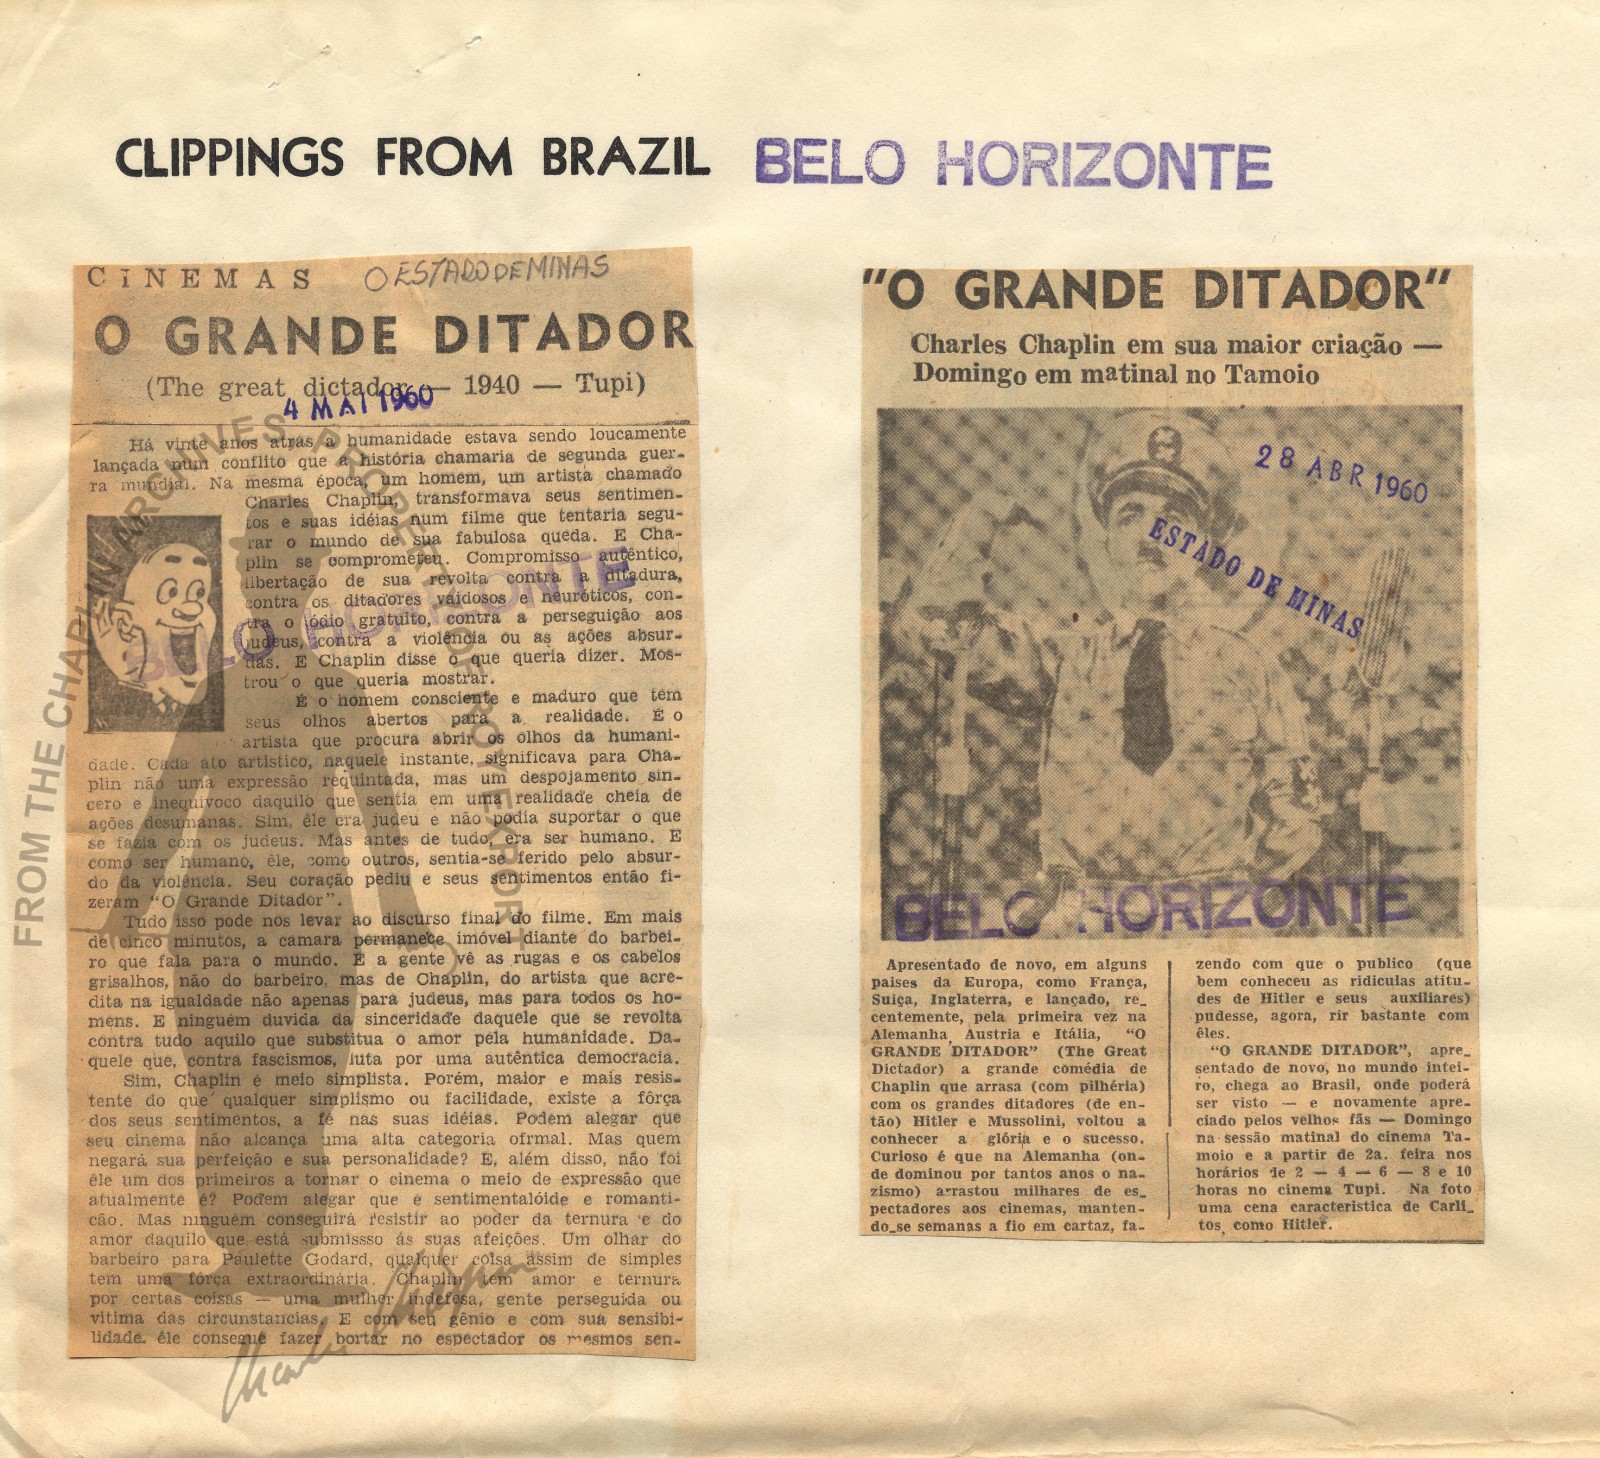 CLIPPINGS FROM BRAZIL BELO HORIZONTE
CINEMAS O ESTADO DE MINAS
O GRANDE DITADOR
(The great dictador — 1940 — Tupi)
4 MAI 1960
Há vinte anos atrás a humanidade estava sendo loucamente
lançada num conflito que a história chamaria de segunda guer-
ra mundial. Na mesma época, um homem, um artista chamado
Charles Chaplin, transformava seus sentimen-
tos e suas idéias num filme que tentaria segu-
rar o mundo de sua fabulosa queda. E Cha-
plin se comprometeu. Compromisso autêntico,
libertação de sua revolta contra a ditadura,
contra os ditadores vaidosos e neuróticos, con-
tra o ódio gratuito, contra a perseguição aos
judeus, contra a violência ou as ações absur-
das. E Chaplin disse o que queria dizer. Mos-
trou o que queria mostrar.
BELO HORIZONTE
É o homem consciente e maduro que tem
seus olhos abertos para a realidade. É o
artista que procura abrir os olhos da humani-
dade. Cada ato artistico, naquele instante, significava para Cha-
plin não uma expressão requintada, mas um despojamento sin-
cero e inequivoco daquilo que sentia em uma realidade cheia de
ações desumanas. Sim, êle era judeu e não podia suportar o que
se fazia com os judeus. Mas antes de tudo, era ser humano. E
como ser humano, êle, como outros, sentia-se ferido pelo absur-
do da violência. Seu coração pediu e seus sentimentos então fi-
zeram "O Grande Ditador".
Tudo isso pode nos levar ao discurso final do filme. Em mais
de cinco minutos, a camara permanece imóvel diante do barbei-
ro que fala para o mundo. E a gente vê as rugas e os cabelos
grisalhos, não do barbeiro, mas de Chaplin, do artista que acre-
dita na igualdade não apenas para judeus, mas para todos os ho-
mens. E ninguém duvida da sinceridade daquele que se revolta
contra tudo aquilo que substitua o amor pela humanidade. Da-
quele que, contra fascismos, luta por uma autêntica democracia.
Sim, Chaplin é meio simplista. Porém, maior e mais resis-
tente do que qualquer simplismo ou facilidade, existe a fôrça
dos seus sentimentos, a fé nas suas idéias. Podem alegar que
seu cinema não alcança uma alta categoria ofrmal. Mas quem
negará sua perfeição e sua personalidade? E, além disso, não foi
êle um dos primeiros a tornar o cinema o meio de expressão que
atualmente é? Podem alegar que é sentimentalóide e romanti-
cão. Mas ninguém conseguirá resistir ao poder da ternura e do
amor daquilo que está submissso ás suas afeições. Um olhar do
barbeiro para Paulette Godard, qualquer coisa assim de simples
tem uma fôrça extraordinária. Chaplin tem amor e ternura
por certas coisas — uma mulher indefesa, gente perseguida ou
vitima das circunstancias. E com seu gênio e com sua sensibi-
lidade êle consegue fazer bortar no espectador os mesmos sen-
FROM THE CHAPLIN ARCHIVES PROPERTY OF ROY EXPORT
Charles Chaplin
"O GRANDE DITADOR"
Charles Chaplin em sua maior criação —
Domingo em matinal no Tamoio
28 ABR 1960
ESTADO DE MINAS
BELO HORIZONTE
Apresentado de novo, em alguns
paises da Europa, como França,
Suiça, Inglaterra, e lançado, re_
centemente, pela primeira vez na
Alemanha, Austria e Itália, "O
GRANDE DITADOR" (The Great
Dictador) a grande comédia de
Chaplin que arrasa (com pilhéria)
com os grandes ditadores (de en-
tão) Hitler e Mussolini, voltou a
conhecer a glória e o sucesso.
Curioso é que na Alemanha (on-
de dominou por tantos anos o na-
zismo) arrastou milhares de es_
pectadores aos cinemas, manten-
do_se semanas a fio em cartaz, fa-
zendo com que o publico (que
bem conheceu as ridiculas atitu-
des de Hitler e seus auxiliares)
pudesse, agora, rir bastante com
êles.
"O GRANDE DITADOR", apre_
sentado de novo, no mundo intei-
ro, chega ao Brasil, onde poderá
ser visto — e novamente apre-
ciado pelos velhos fãs — Domingo
na sessão matinal do cinema Ta-
moio e a partir de 2a. feira nos
horários de 2 — 4 — 6 — 8 e 10
horas no cinema Tupi. Na foto
uma cena caracteristica de Carli_
tos como Hitler.